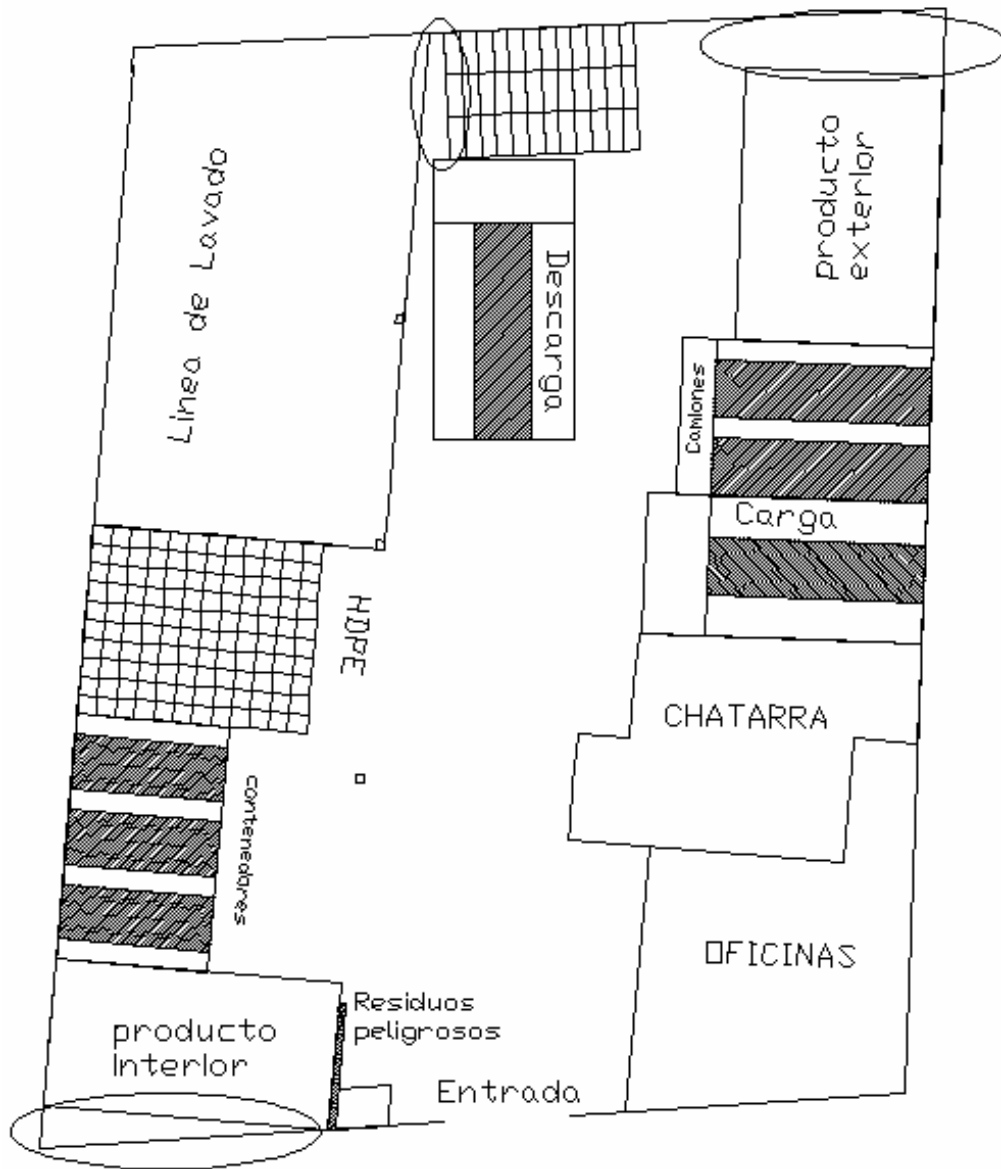 Linea de Lavado
Descarga
producto
exterior
Camiones
Carga
HDPE
CHATARRA
contenedores
OFICINAS
producto
Interior
Residuos
peligrosos
Entrada